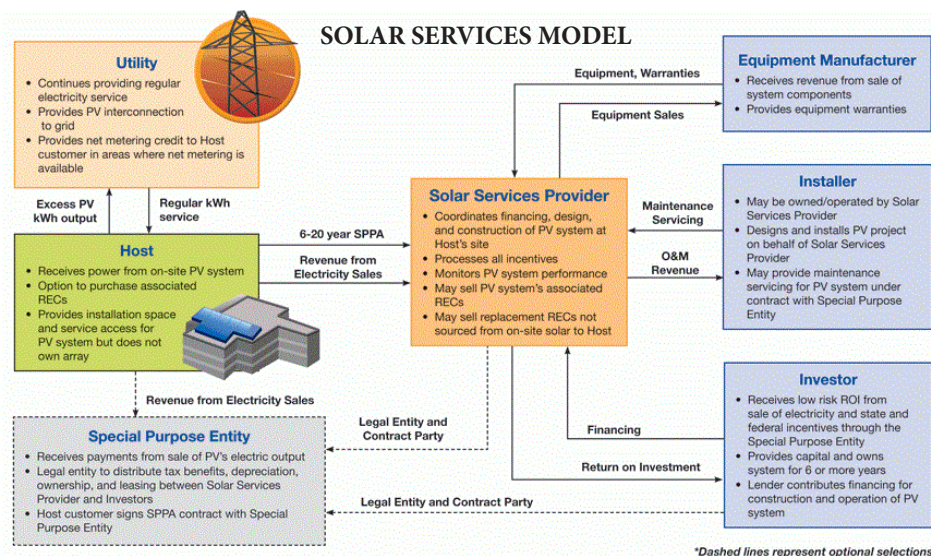 SOLAR SERVICES MODEL
Utility
• Continues providing regular
electricity service
• Provides PV interconnection
to grid
• Provides net metering credit to Host
customer in areas where net metering is
available
Equipment, Warranties
Equipment Sales
Equipment Manufacturer
• Receives revenue from sale of
system components
• Provides equipment warranties
Excess PV
kWh output
Regular kWh
service
Host
• Receives power from on-site PV system
• Option to purchase associated
RECs
• Provides installation space
and service access for
PV system but does not
own array
6-20 year SPPA
Revenue from
Electricity Sales
Solar Services Provider
• Coordinates financing, design,
and construction of PV system at
Host's site
• Processes all incentives
• Monitors PV system performance
• May sell PV system's associated
RECs
• May sell replacement RECs not
sourced from on-site solar to Host
Maintenance
Servicing
O&M
Revenue
Installer
• May be owned/operated by Solar
Services Provider
• Designs and installs PV project
on behalf of Solar Services
Provider
• May provide maintenance
servicing for PV system under
contract with Special Purpose
Entity
Revenue from Electricity Sales
Special Purpose Entity
• Receives payments from sale of PV's electric output
• Legal entity to distribute tax benefits, depreciation,
ownership, and leasing between Solar Services
Provider and Investors
• Host customer signs SPPA contract with Special
Purpose Entity
Legal Entity and
Contract Party
Financing
Return on Investment
Legal Entity and Contract Party
Investor
• Receives low risk ROI from
sale of electricity and state and
federal incentives through the
Special Purpose Entity
• Provides capital and owns
system for 6 or more years
• Lender contributes financing for
construction and operation of PV
system
*Dashed lines represent optional selections